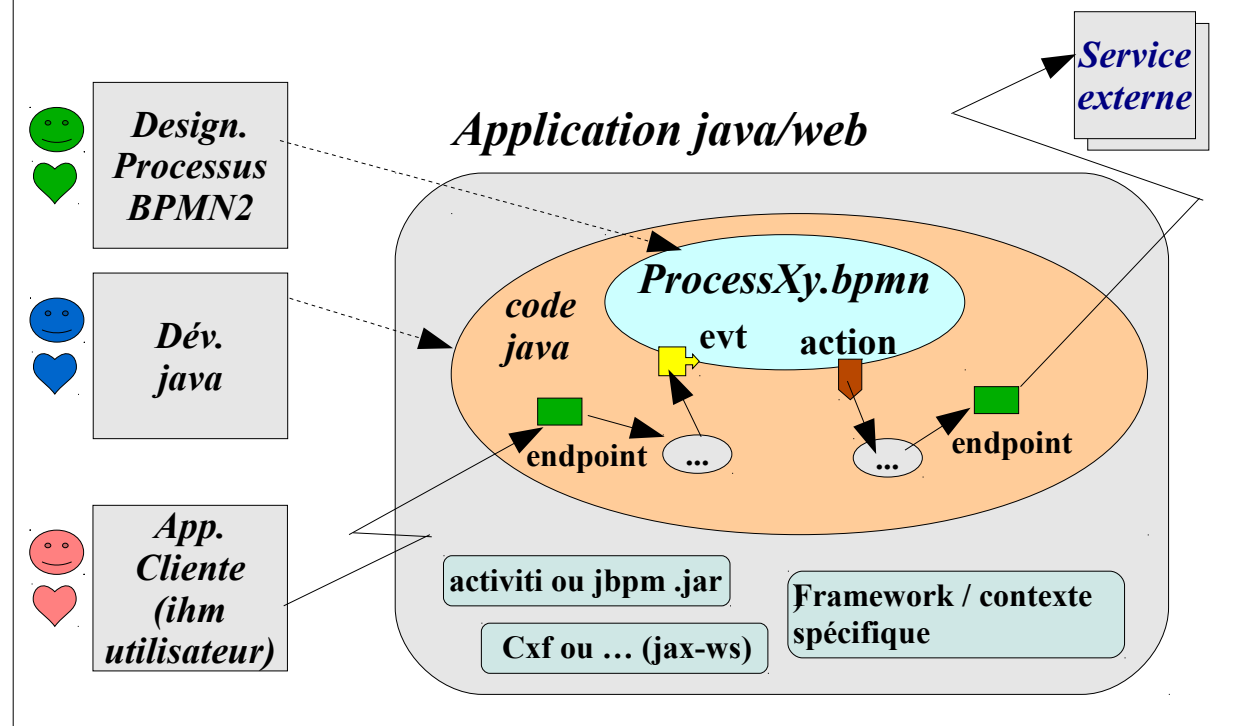 Service
externe
Application java/web
Design.
Processus
BPMN2
ProcessXy.bpmn
code
java
evt
action
Dév.
java
endpoint
...
...
endpoint
App.
Cliente
(ihm
utilisateur)
activiti ou jbpm .jar
Cxf ou … (jax-ws)
Framework / contexte
spécifique